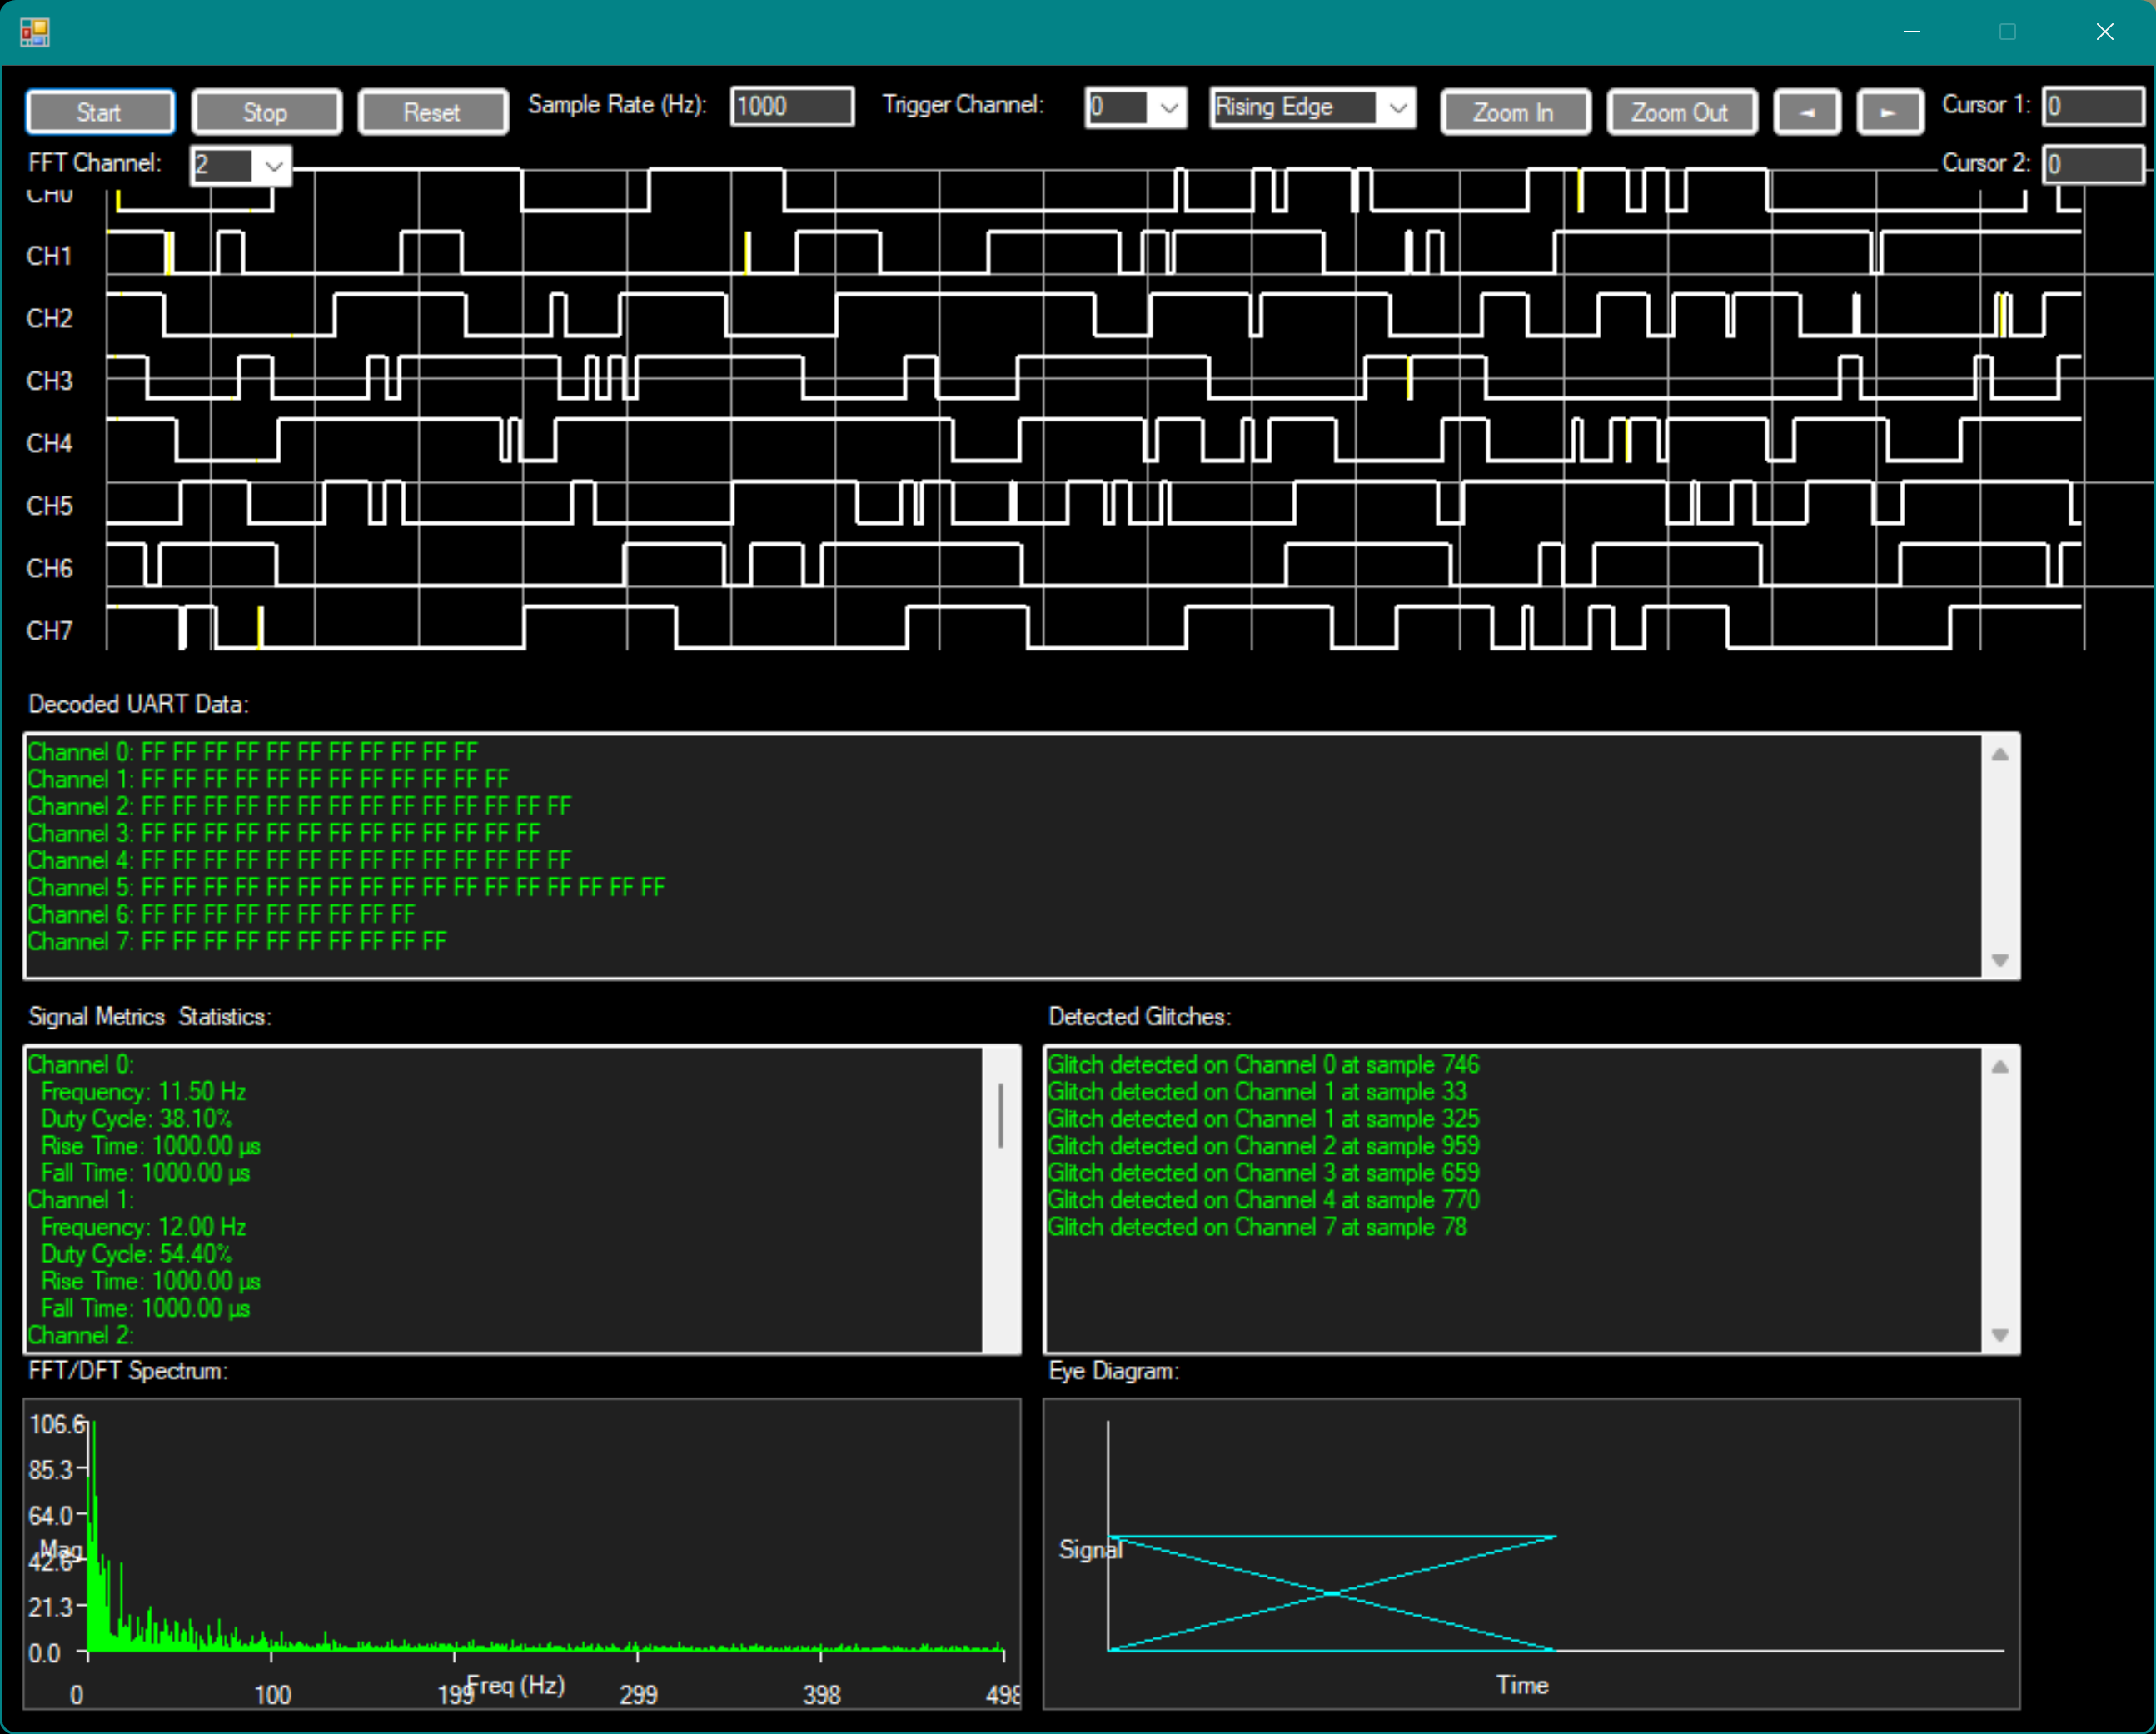 Start Stop Reset Sample Rate (Hz): 1000 Trigger Channel: 0 Rising Edge Zoom In Zoom Out ◄ ► Cursor 1: 0
FFT Channel: 2 Cursor 2: 0
CH0
CH1
CH2
CH3
CH4
CH5
CH6
CH7
Decoded UART Data:
Channel 0: FF FF FF FF FF FF FF FF FF FF FF
Channel 1: FF FF FF FF FF FF FF FF FF FF FF FF
Channel 2: FF FF FF FF FF FF FF FF FF FF FF FF FF FF
Channel 3: FF FF FF FF FF FF FF FF FF FF FF FF FF
Channel 4: FF FF FF FF FF FF FF FF FF FF FF FF FF FF
Channel 5: FF FF FF FF FF FF FF FF FF FF FF FF FF FF FF FF FF
Channel 6: FF FF FF FF FF FF FF FF FF
Channel 7: FF FF FF FF FF FF FF FF FF FF
Signal Metrics  Statistics:
Channel 0:
Frequency: 11.50 Hz
Duty Cycle: 38.10%
Rise Time: 1000.00 µs
Fall Time: 1000.00 µs
Channel 1:
Frequency: 12.00 Hz
Duty Cycle: 54.40%
Rise Time: 1000.00 µs
Fall Time: 1000.00 µs
Channel 2:
Detected Glitches:
Glitch detected on Channel 0 at sample 746
Glitch detected on Channel 1 at sample 33
Glitch detected on Channel 1 at sample 325
Glitch detected on Channel 2 at sample 959
Glitch detected on Channel 3 at sample 659
Glitch detected on Channel 4 at sample 770
Glitch detected on Channel 7 at sample 78
FFT/DFT Spectrum:
106.6
85.3
64.0
Mag
42.6
21.3
0.0
0 100 199 299 398 498
Freq (Hz)
Eye Diagram:
Signal
Time